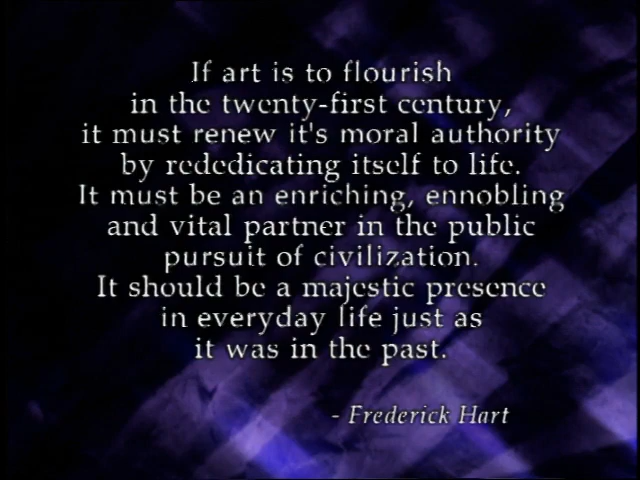 If art is to flourish
in the twenty-first century,
it must renew it's moral authority
by rededicating itself to life.
It must be an enriching, ennobling
and vital partner in the public
pursuit of civilization.
It should be a majestic presence
in everyday life just as
it was in the past.
- Frederick Hart